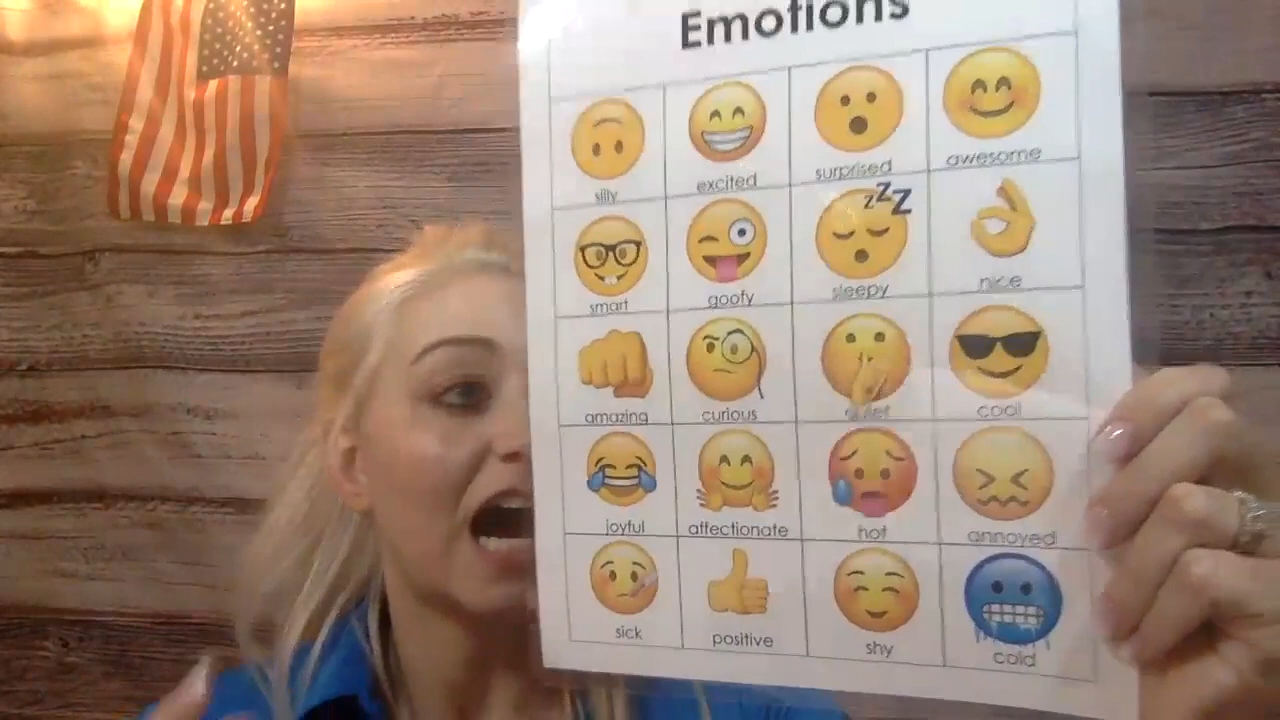 Emotions
silly excited surprised awesome
smart goofy sleepy nice
amazing curious quiet cool
joyful affectionate hot annoyed
sick positive shy cold